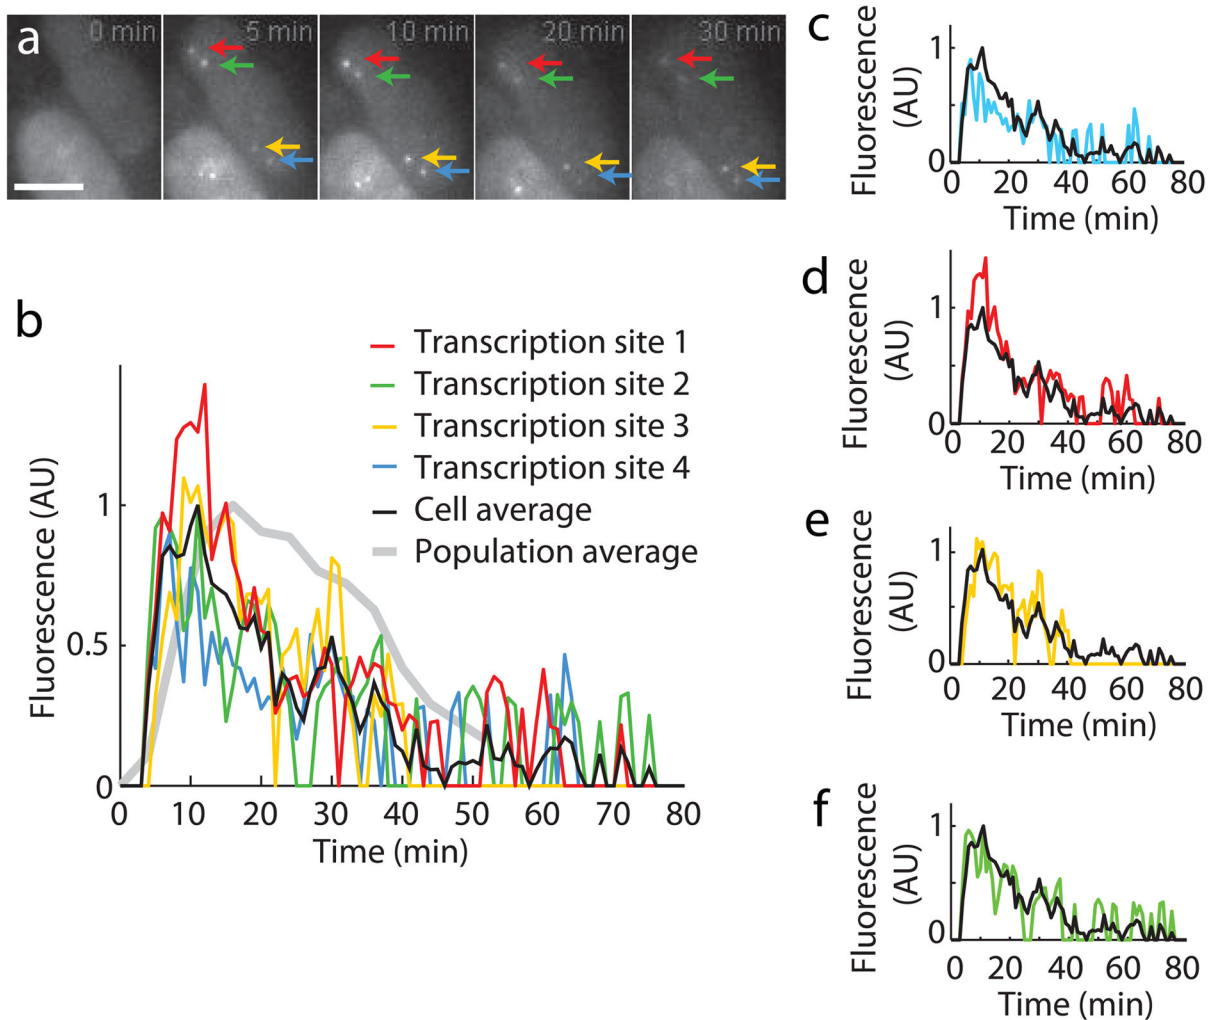 a
0 min
5 min
10 min
20 min
30 min
b
Transcription site 1
Transcription site 2
Transcription site 3
Transcription site 4
Cell average
Population average
Fluorescence (AU)
1
0.5
0
0 10 20 30 40 50 60 70 80
Time (min)
c
Fluorescence
(AU)
1
0
0 20 40 60 80
Time (min)
d
Fluorescence
(AU)
1
0
0 20 40 60 80
Time (min)
e
Fluorescence
(AU)
1
0
0 20 40 60 80
Time (min)
f
Fluorescence
(AU)
1
0
0 20 40 60 80
Time (min)